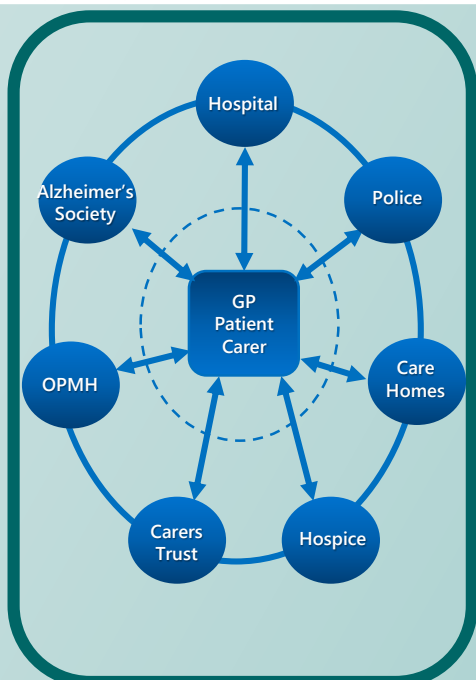 Hospital
Alzheimer's
Society
Police
GP
Patient
Carer
OPMH
Care
Homes
Carers
Trust
Hospice